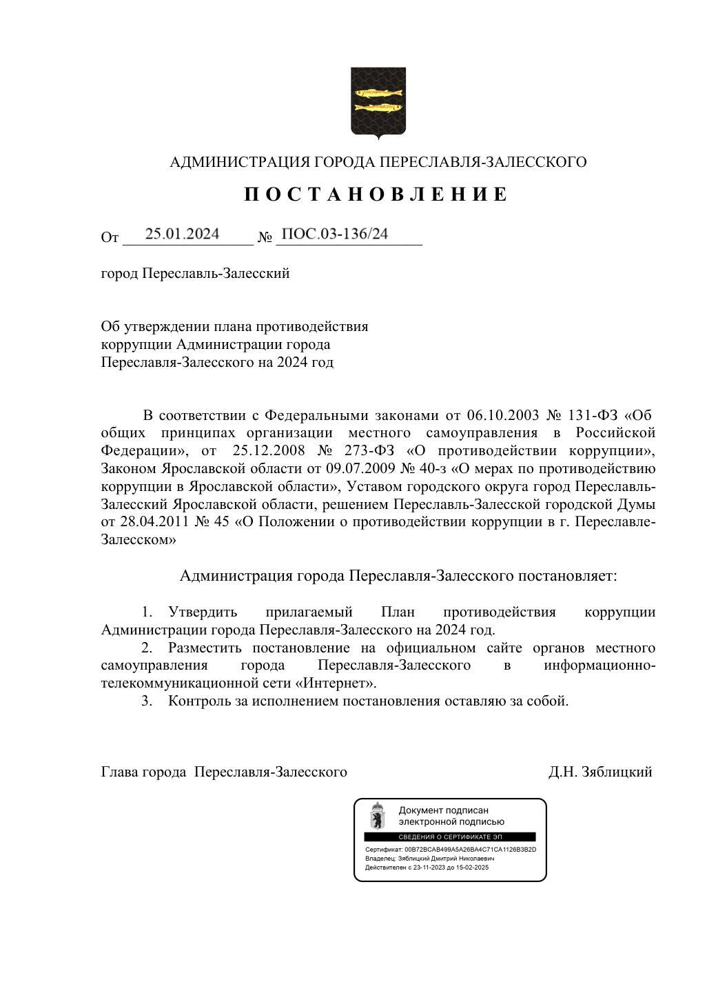 АДМИНИСТРАЦИЯ ГОРОДА ПЕРЕСЛАВЛЯ-ЗАЛЕССКОГО
ПОСТАНОВЛЕНИЕ
От 25.01.2024 № ПОС.03-136/24
город Переславль-Залесский
Об утверждении плана противодействия
коррупции Администрации города
Переславля-Залесского на 2024 год
В соответствии с Федеральными законами от 06.10.2003 № 131-ФЗ «Об
общих принципах организации местного самоуправления в Российской
Федерации», от 25.12.2008 № 273-ФЗ «О противодействии коррупции»,
Законом Ярославской области от 09.07.2009 № 40-з «О мерах по противодействию
коррупции в Ярославской области», Уставом городского округа город Переславль-
Залесский Ярославской области, решением Переславль-Залесской городской Думы
от 28.04.2011 № 45 «О Положении о противодействии коррупции в г. Переславле-
Залесском»
Администрация города Переславля-Залесского постановляет:
1. Утвердить прилагаемый План противодействия коррупции
Администрации города Переславля-Залесского на 2024 год.
2. Разместить постановление на официальном сайте органов местного
самоуправления города Переславля-Залесского в информационно-
телекоммуникационной сети «Интернет».
3. Контроль за исполнением постановления оставляю за собой.
Глава города Переславля-Залесского Д.Н. Зяблицкий
Документ подписан
электронной подписью
СВЕДЕНИЯ О СЕРТИФИКАТЕ ЭП
Сертификат: 00B72BCAB499A5A26BA4C71CA1126B3B2D
Владелец: Зяблицкий Дмитрий Николаевич
Действителен с 23-11-2023 до 15-02-2025